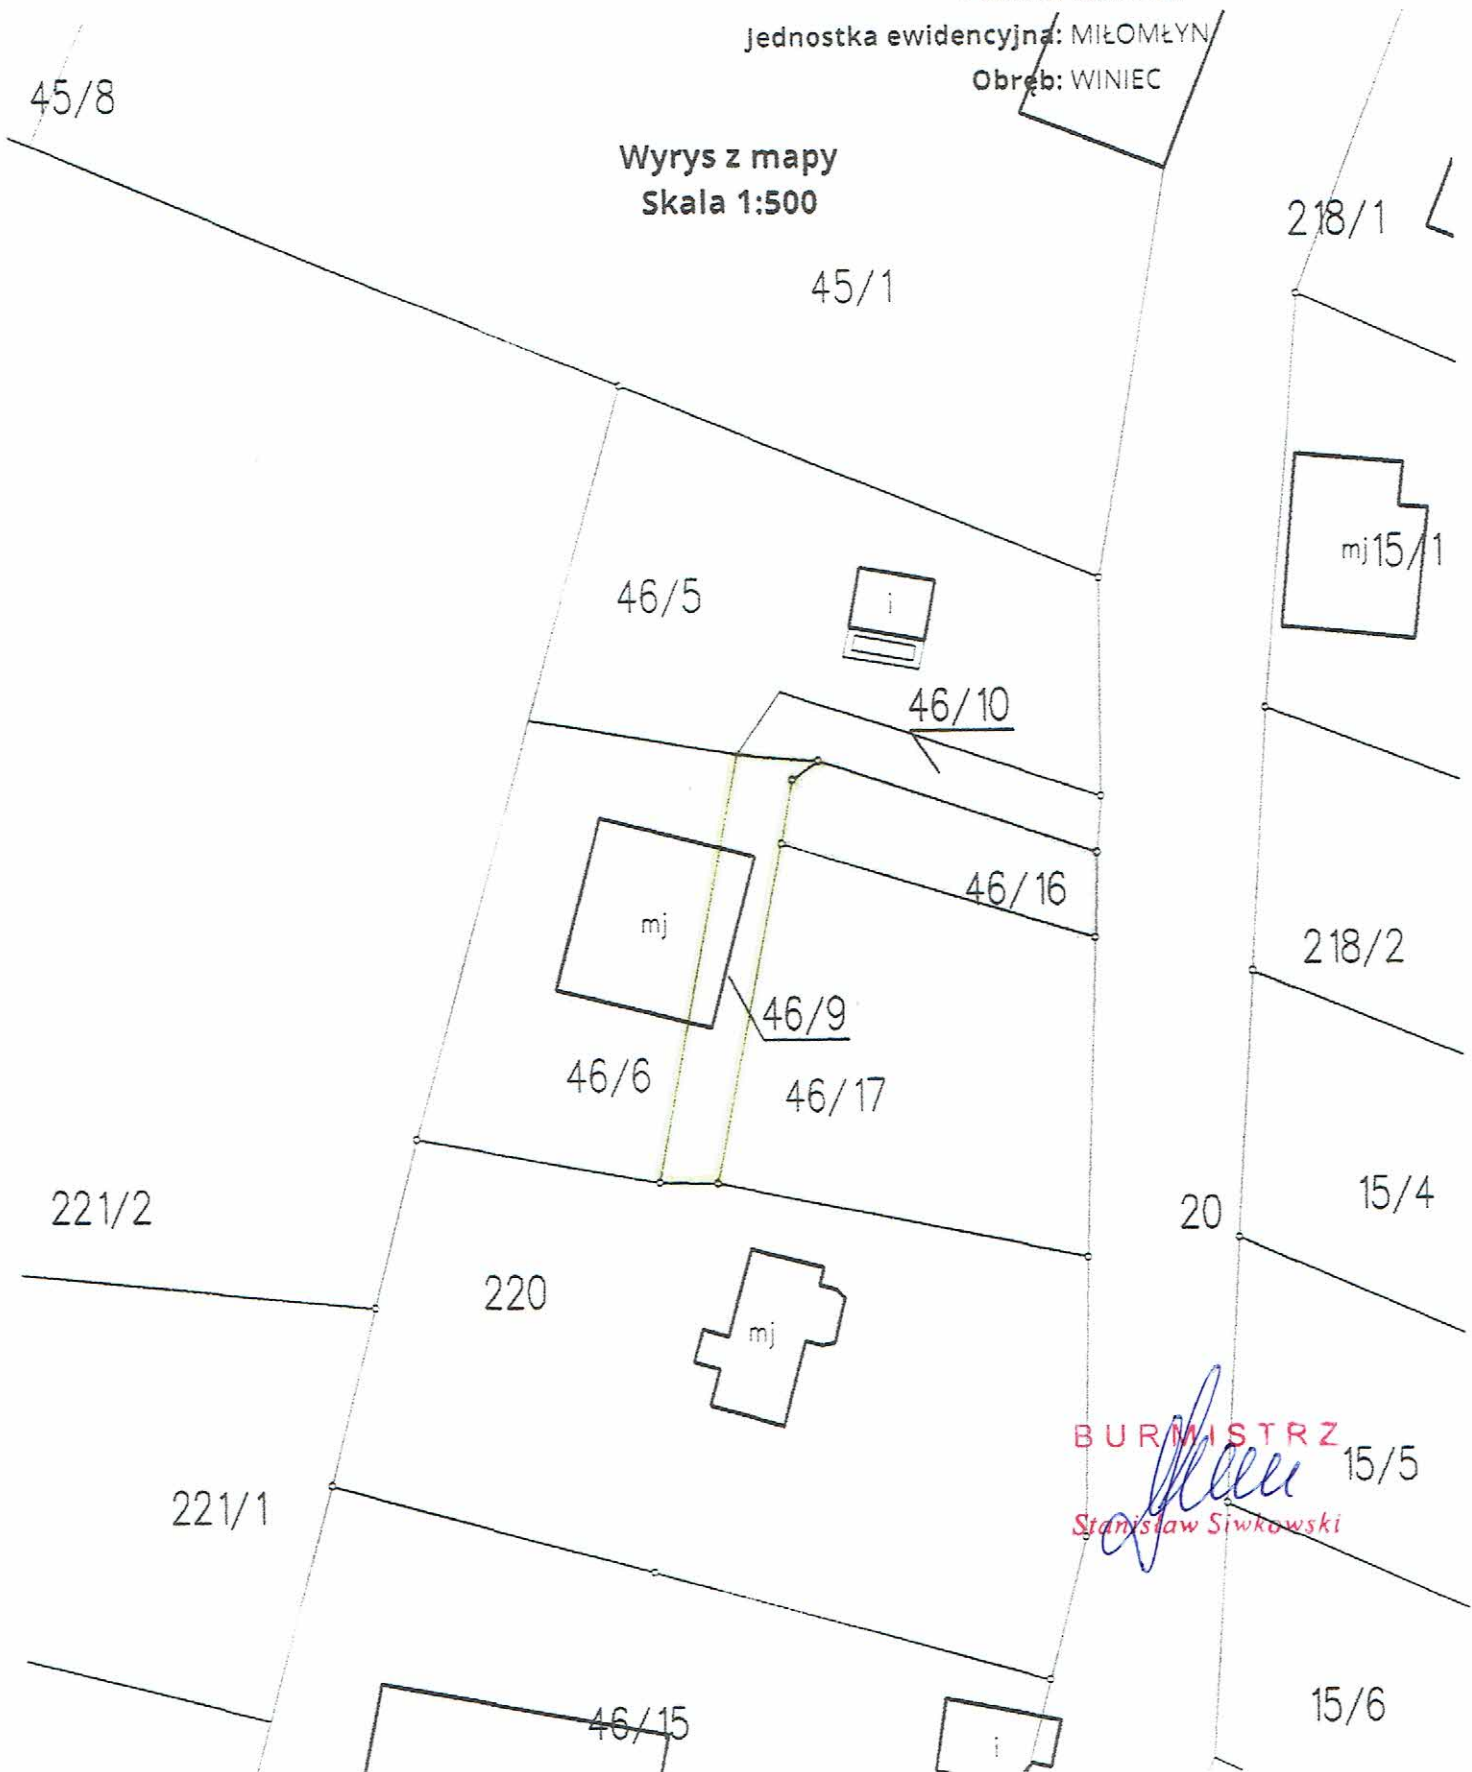 Jednostka ewidencyjna: MIŁOMŁYN
Obręb: WINIEC
45/8
Wyrys z mapy
Skala 1:500
218/1
45/1
mj 15/1
46/5
i
46/10
46/16
mj
218/2
46/9
46/6
46/17
15/4
221/2
20
220
mj
BURMISTRZ
15/5
221/1
Stanisław Siwkowski
15/6
46/15
i